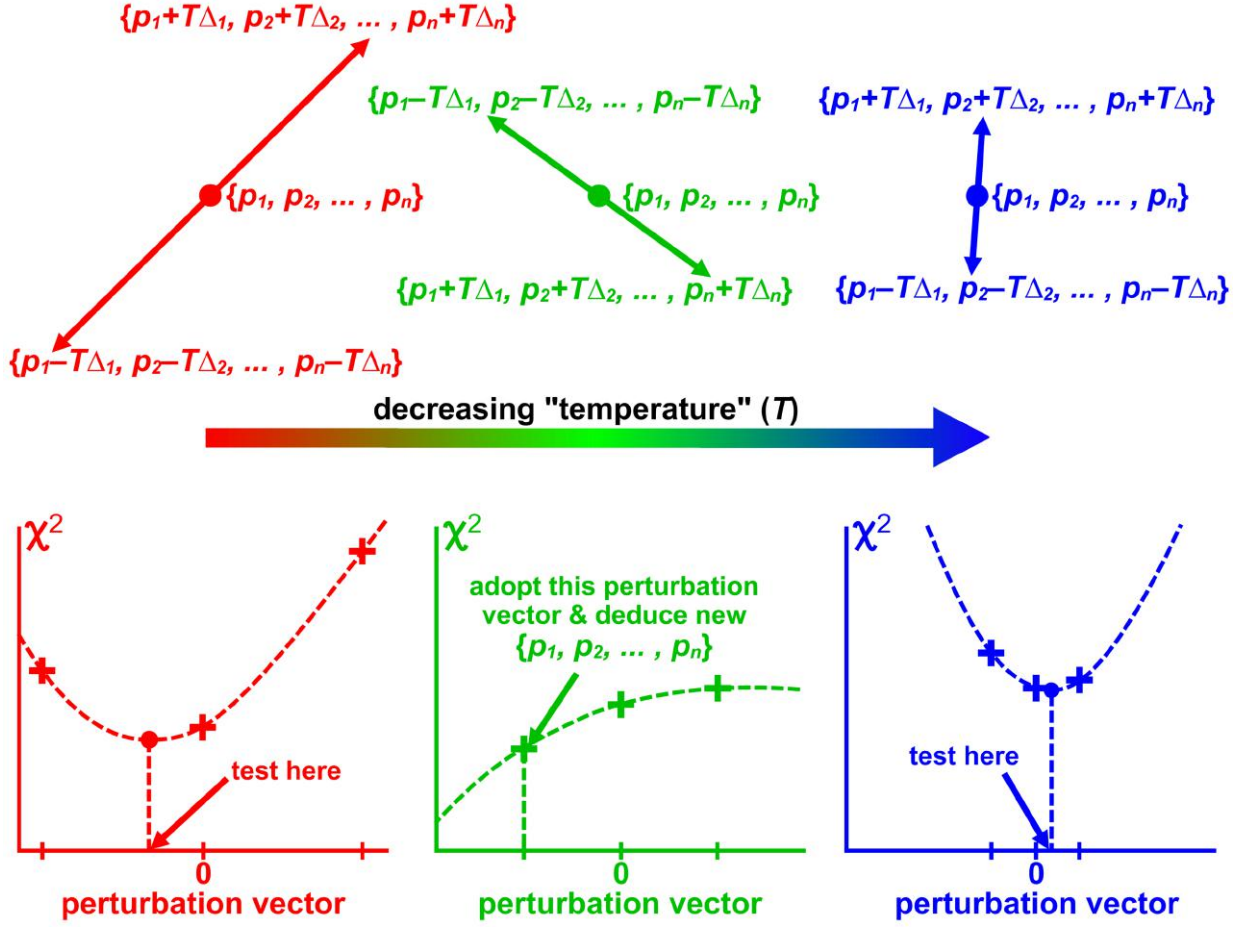 {p₁+TΔ₁, p₂+TΔ₂, ... , pₙ+TΔₙ}
{p₁–TΔ₁, p₂–TΔ₂, ... , pₙ–TΔₙ}
{p₁+TΔ₁, p₂+TΔ₂, ... , pₙ+TΔₙ}
{p₁, p₂, ... , pₙ}
{p₁, p₂, ... , pₙ}
{p₁, p₂, ... , pₙ}
{p₁+TΔ₁, p₂+TΔ₂, ... , pₙ+TΔₙ}
{p₁–TΔ₁, p₂–TΔ₂, ... , pₙ–TΔₙ}
{p₁–TΔ₁, p₂–TΔ₂, ... , pₙ–TΔₙ}
decreasing "temperature" (T)
χ²
test here
0
perturbation vector
χ²
adopt this perturbation
vector & deduce new
{p₁, p₂, ... , pₙ}
0
perturbation vector
χ²
test here
0
perturbation vector